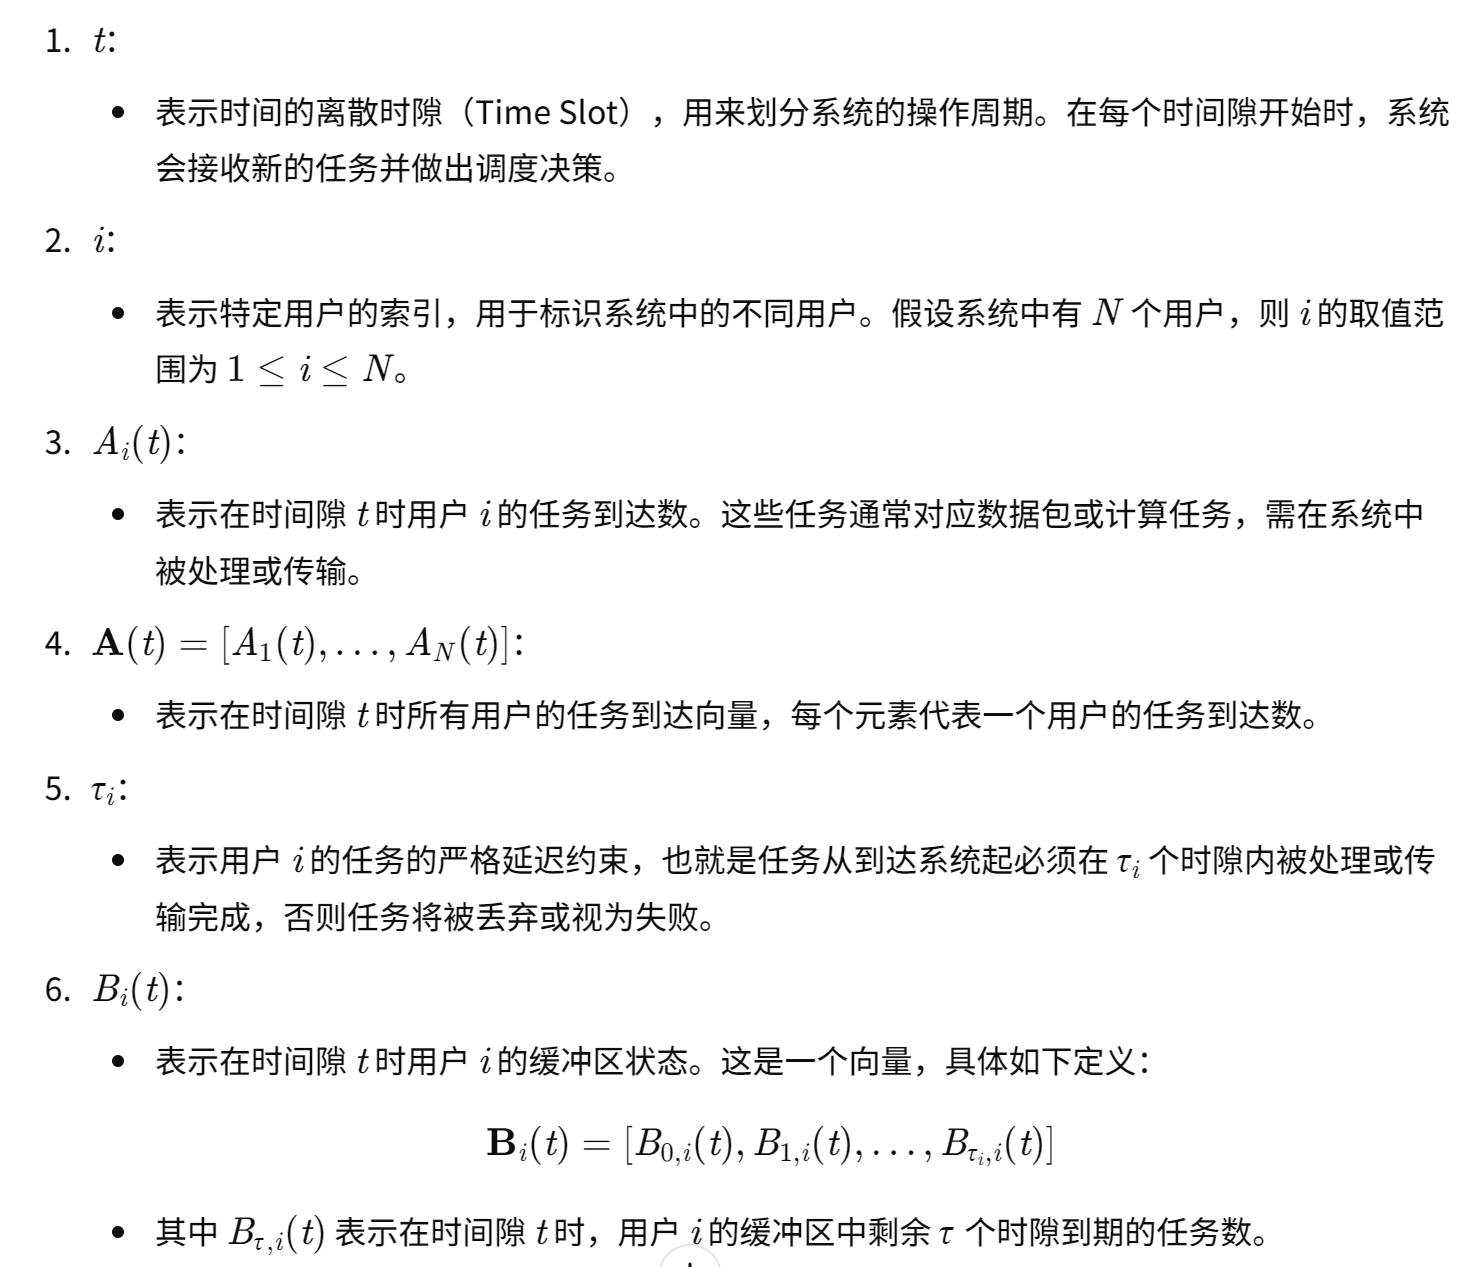 1. t:
• 表示时间的离散时隙（Time Slot），用来划分系统的操作周期。在每个时间隙开始时，系统
会接收新的任务并做出调度决策。
2. i:
• 表示特定用户的索引，用于标识系统中的不同用户。假设系统中有 N 个用户，则 i 的取值范
围为 1 ≤ i ≤ N。
3. A_i(t)：
• 表示在时间隙 t 时用户 i 的任务到达数。这些任务通常对应数据包或计算任务，需在系统中
被处理或传输。
4. A(t) = [A_1(t), . . . , A_N(t)]：
• 表示在时间隙 t 时所有用户的任务到达向量，每个元素代表一个用户的任务到达数。
5. τ_i：
• 表示用户 i 的任务的严格延迟约束，也就是任务从到达系统起必须在 τ_i 个时隙内被处理或传
输完成，否则任务将被丢弃或视为失败。
6. B_i(t)：
• 表示在时间隙 t 时用户 i 的缓冲区状态。这是一个向量，具体如下定义：
B_i(t) = [B_{0,i}(t), B_{1,i}(t), . . . , B_{τ_i,i}(t)]
• 其中 B_{τ,i}(t) 表示在时间隙 t 时，用户 i 的缓冲区中剩余 τ 个时隙到期的任务数。